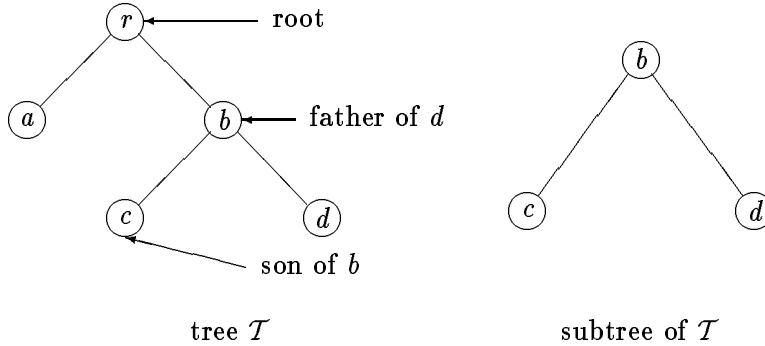 r root
b
a b father of d
c d c d
son of b
tree 𝒯 subtree of 𝒯